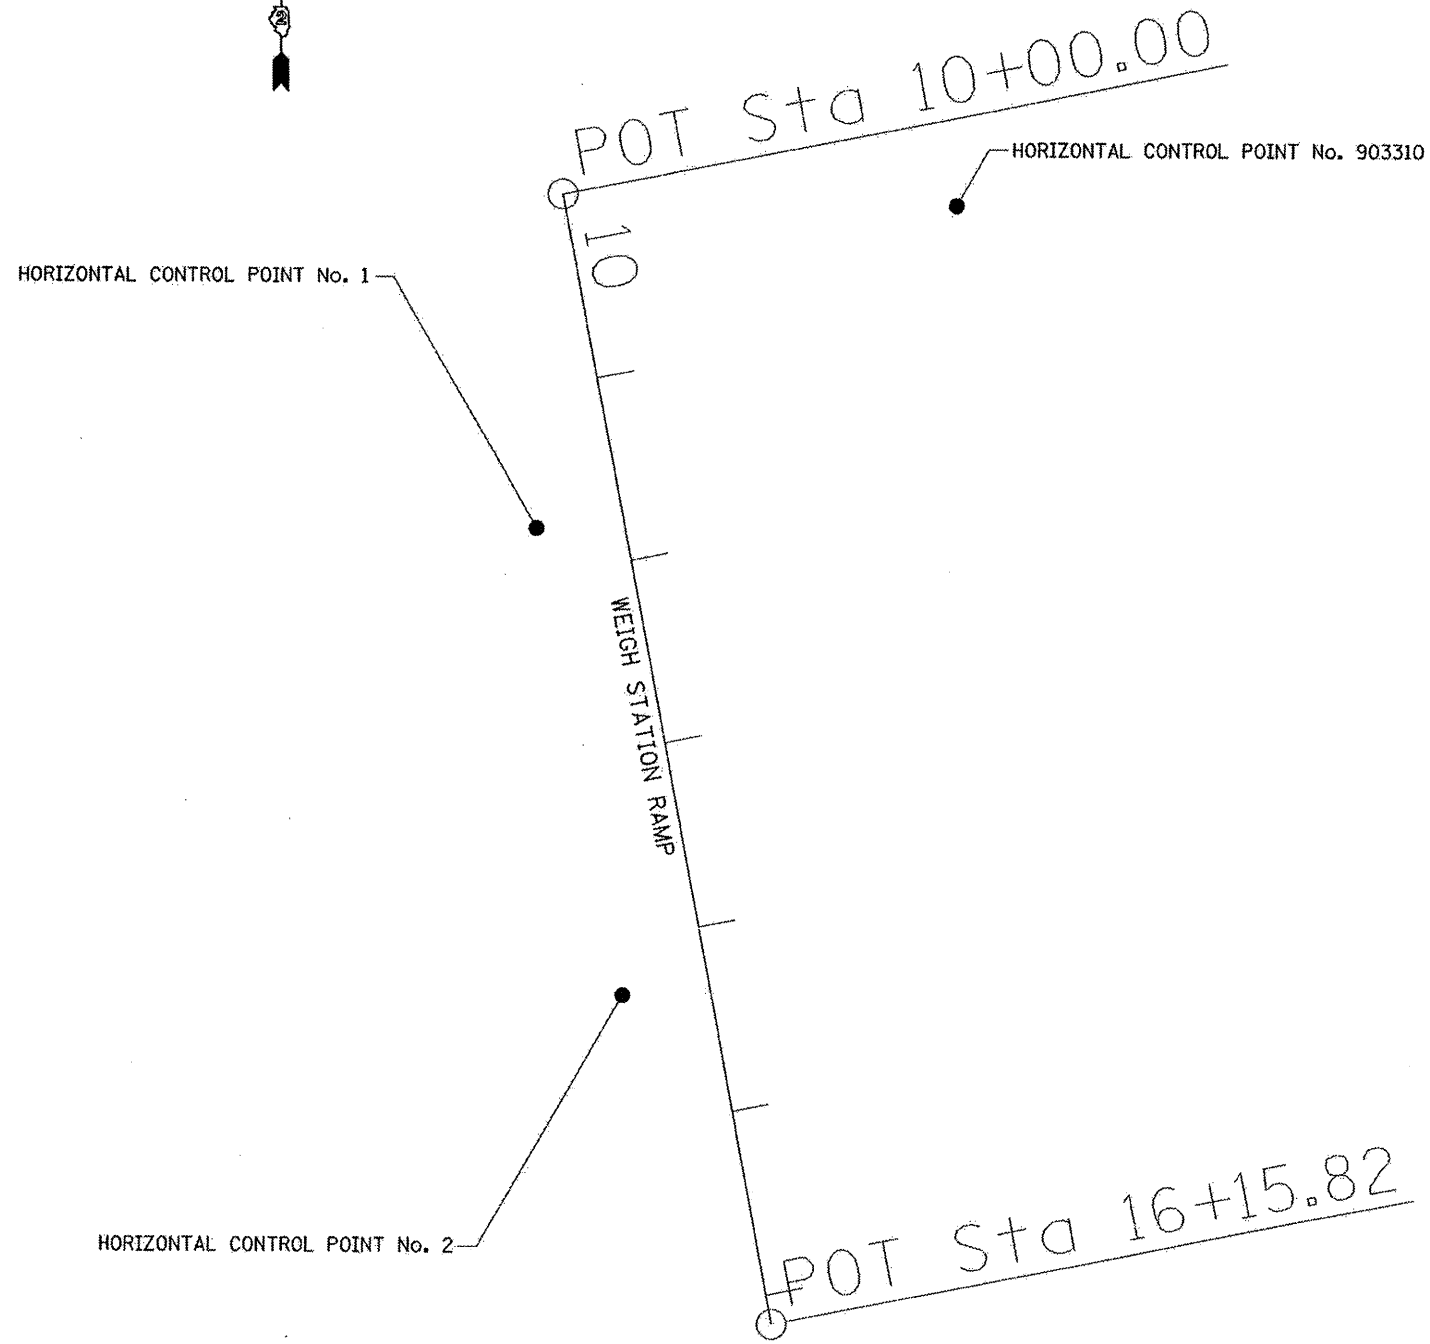 POT Sta 10+00.00
HORIZONTAL CONTROL POINT No. 903310
10
HORIZONTAL CONTROL POINT No. 1
WEIGH STATION RAMP
HORIZONTAL CONTROL POINT No. 2
POT Sta 16+15.82